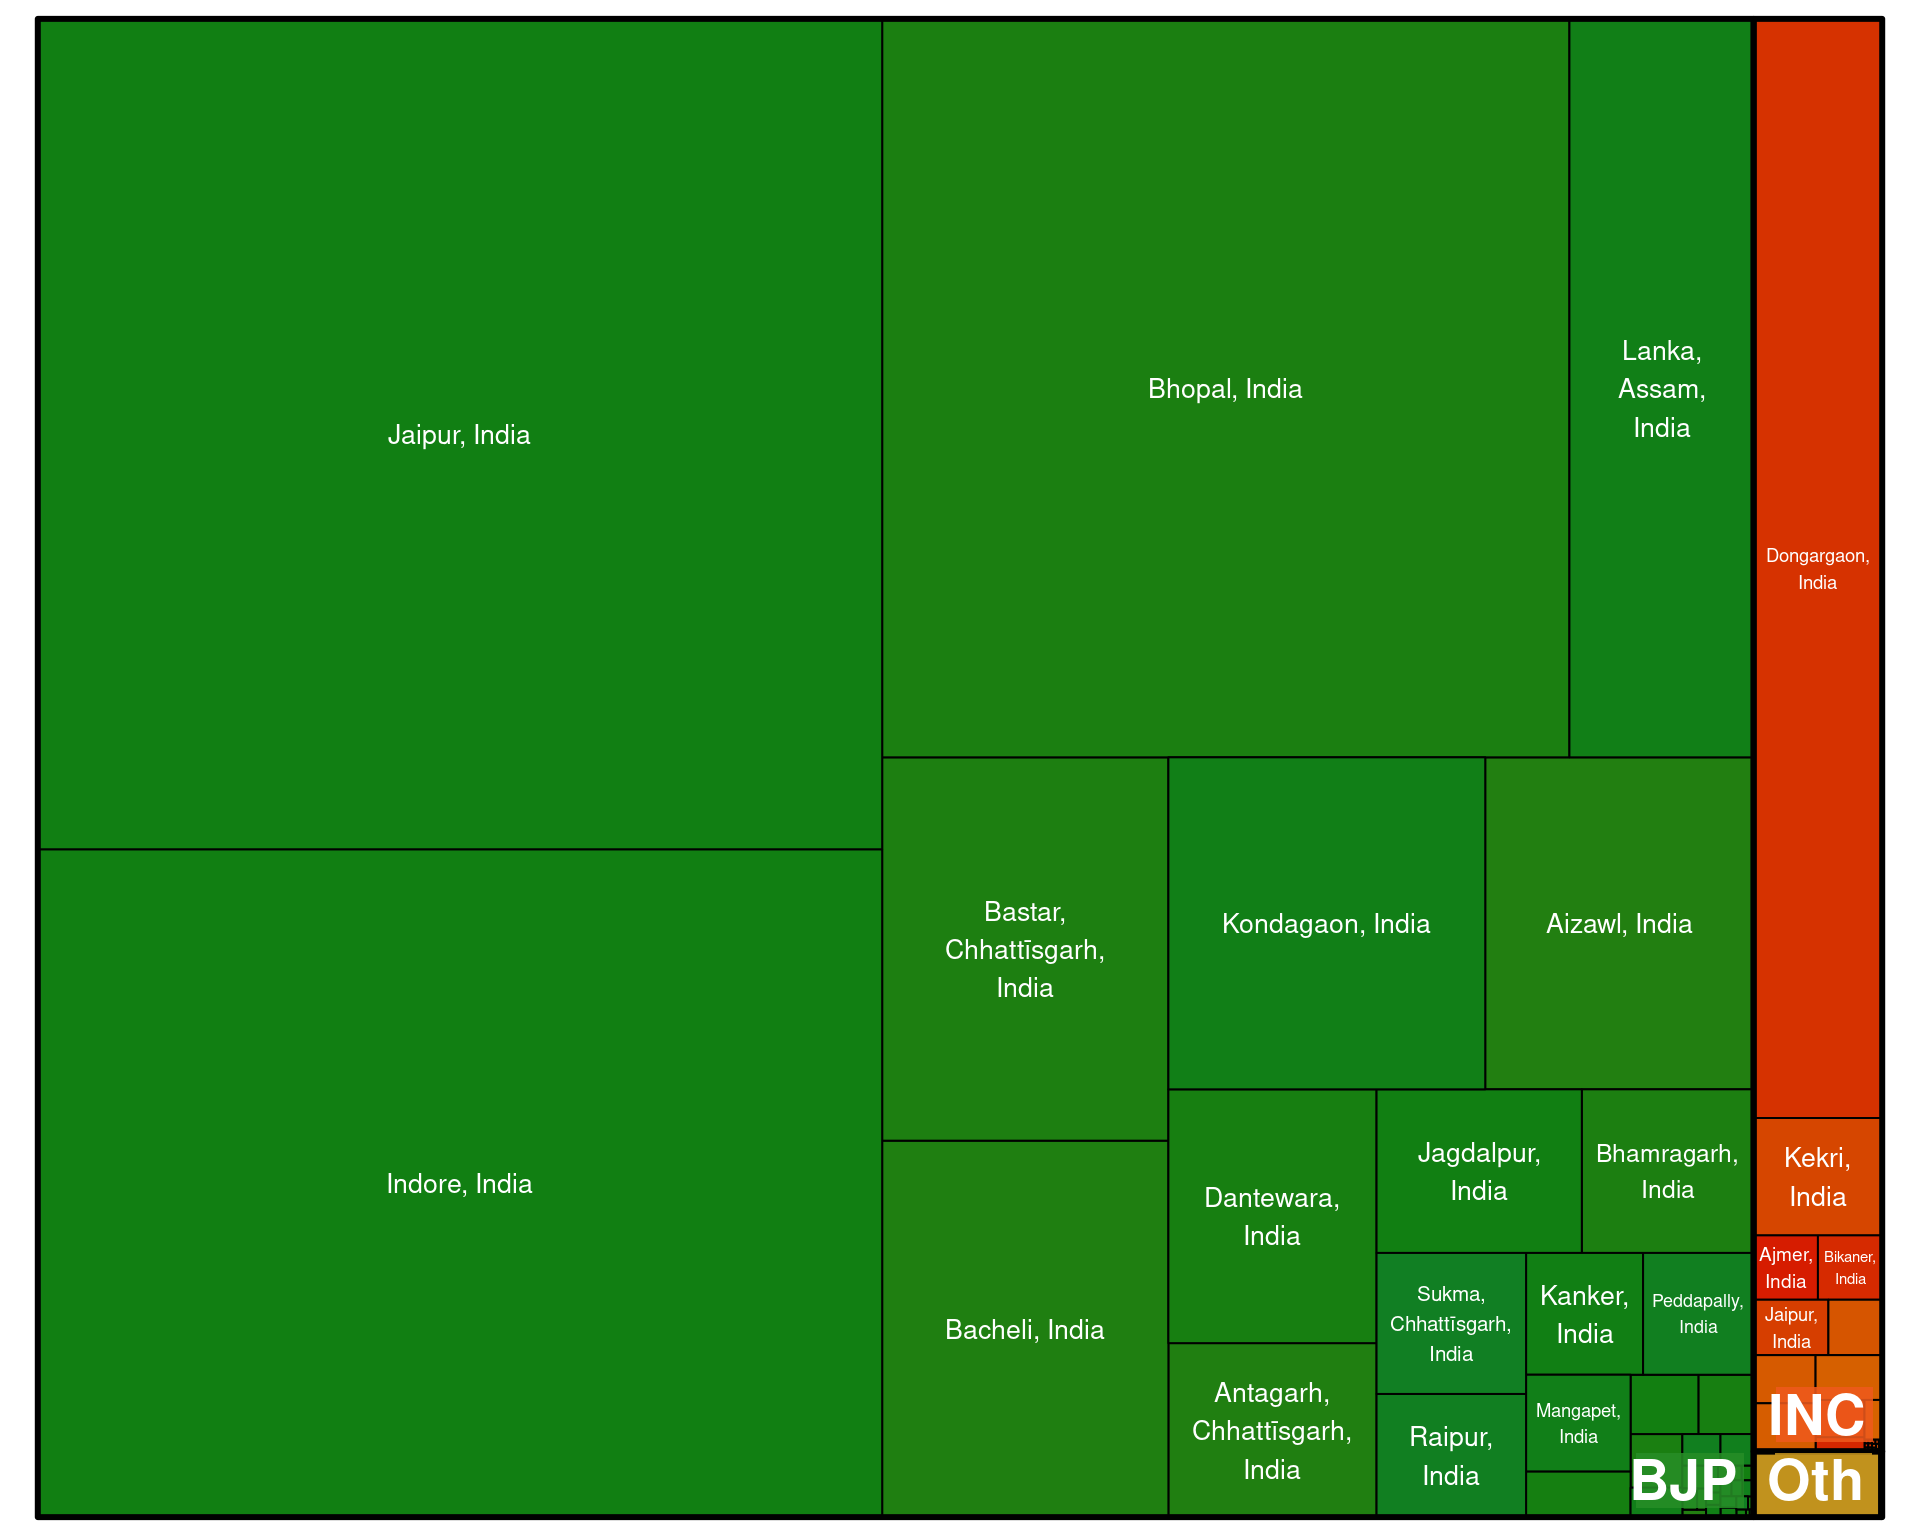 Jaipur, India
Bhopal, India
Lanka,
Assam,
India
Dongargaon,
India
Indore, India
Bastar,
Chhattīsgarh,
India
Kondagaon, India
Aizawl, India
Bacheli, India
Dantewara,
India
Jagdalpur,
India
Bhamragarh,
India
Kekri,
India
Ajmer,
India
Bikaner,
India
Jaipur,
India
Antagarh,
Chhattīsgarh,
India
Sukma,
Chhattīsgarh,
India
Kanker,
India
Peddapally,
India
Raipur,
India
Mangapet,
India
INC
BJP
Oth